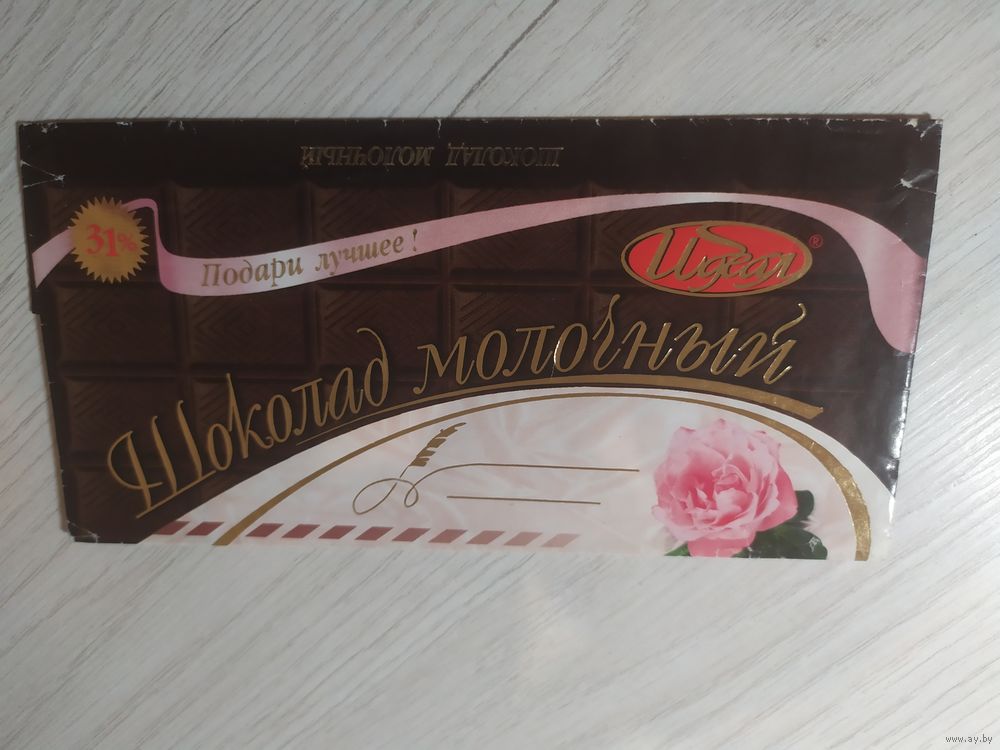 ШОКОЛАД МОЛОЧНЫЙ
31%
Подари лучшее!
Идеал®
Шоколад молочный
www.ay.by